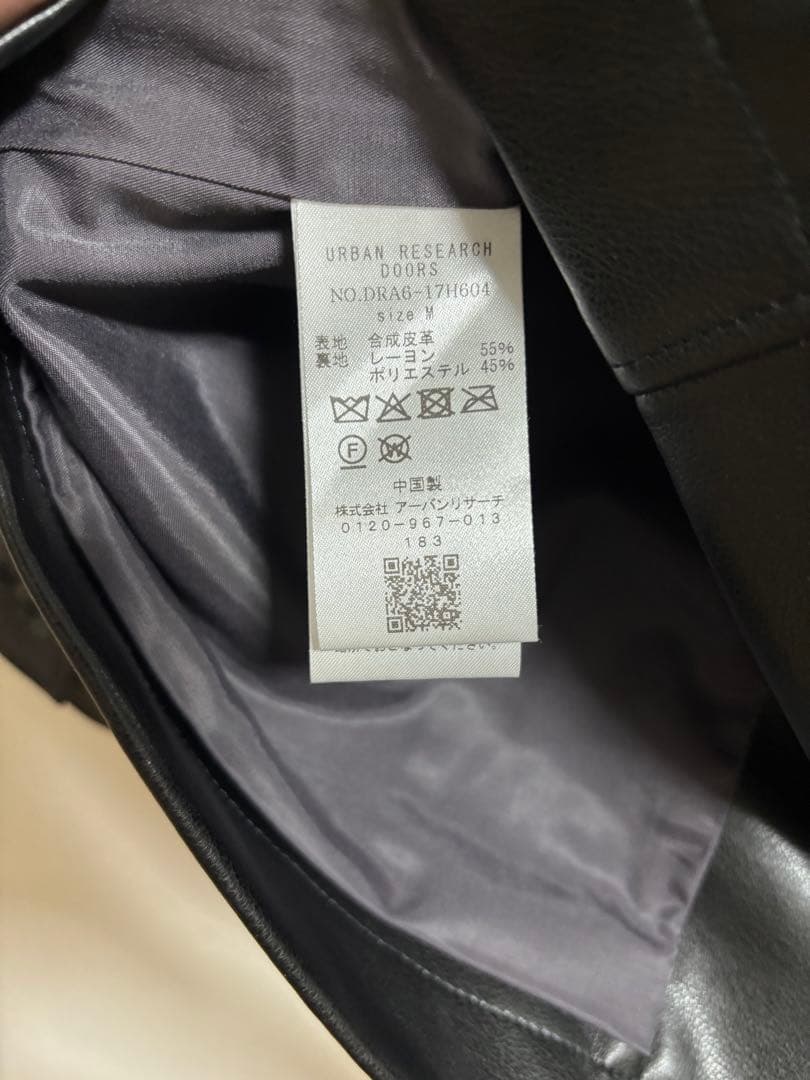 URBAN RESEARCH
DOORS
NO.DRA6-17H604
size M
表地 合成皮革
裏地 レーヨン 55%
ポリエステル 45%
F
W
中国製
株式会社 アーバンリサーチ
0120-967-013
183